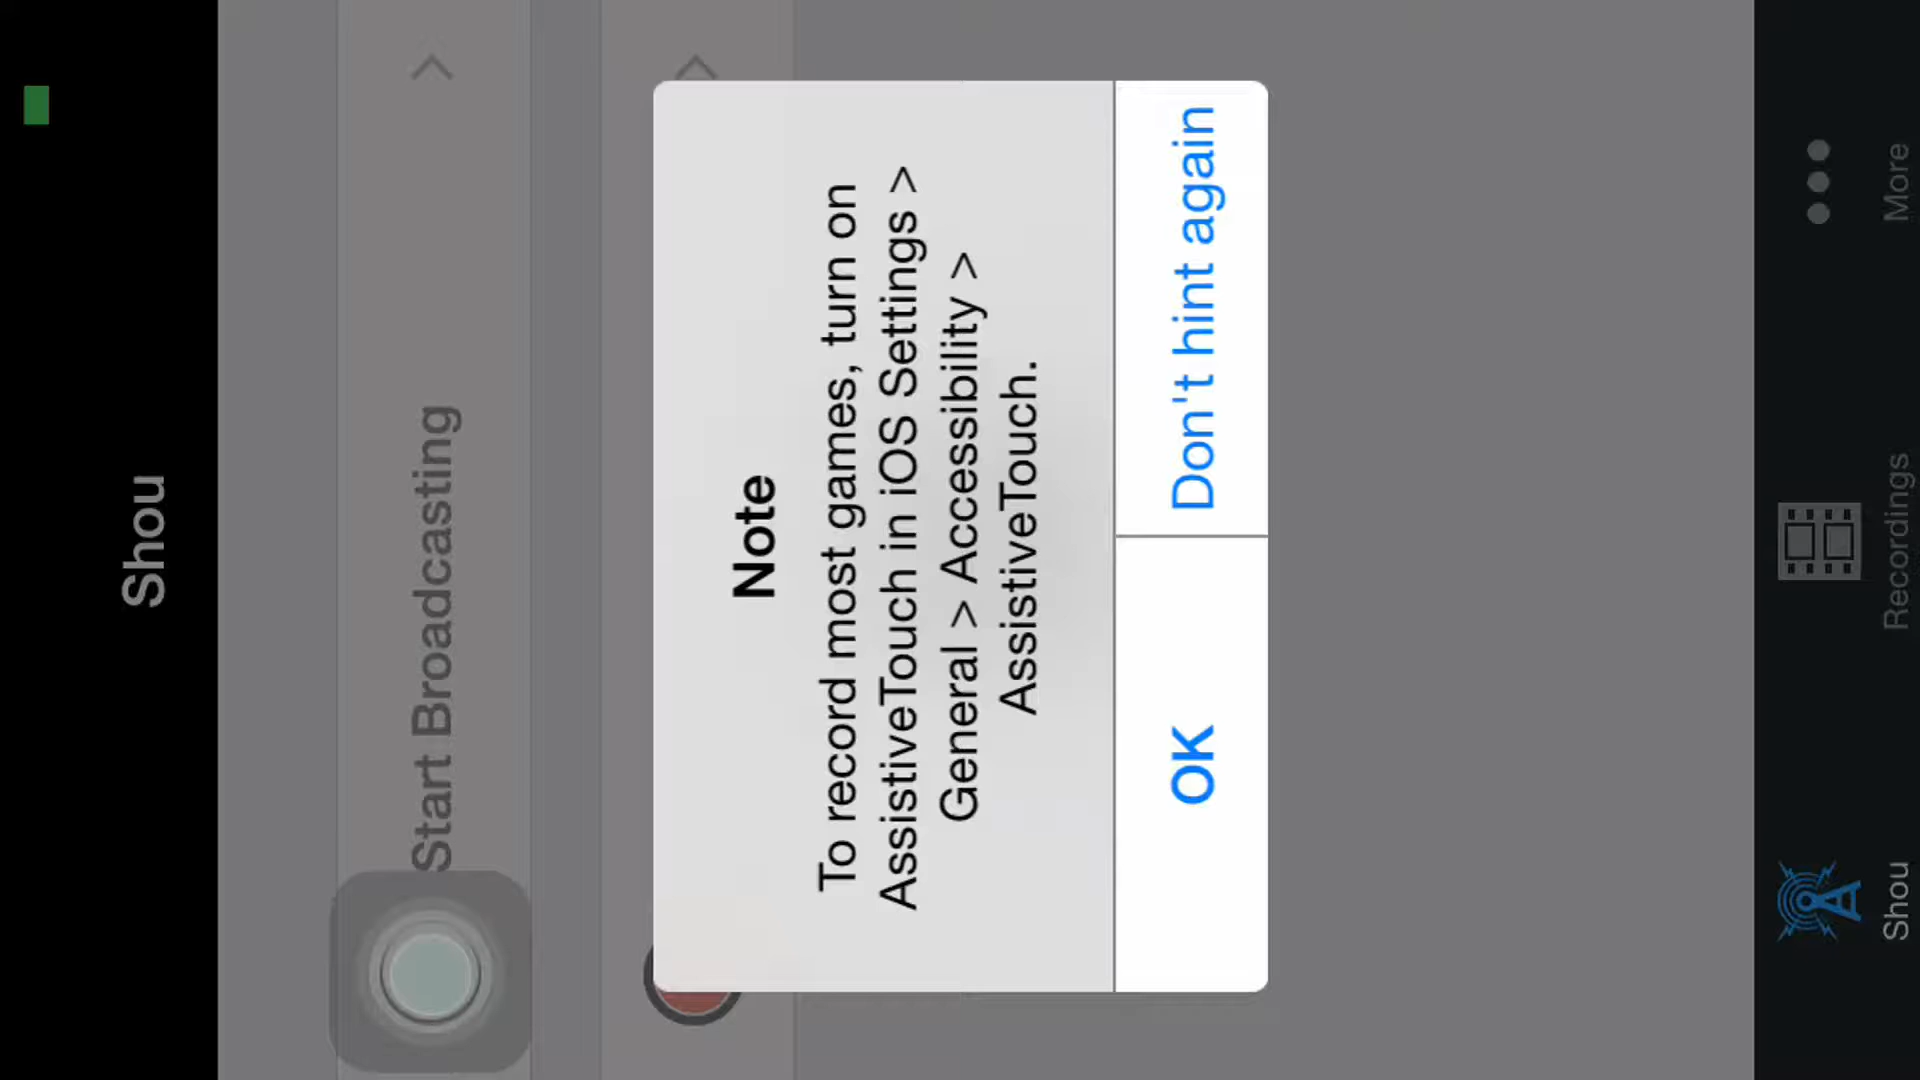 Shou
Start Broadcasting
Note
To record most games, turn on
AssistiveTouch in iOS Settings >
General > Accessibility >
AssistiveTouch.
OK
Don't hint again
Shou
Recordings
More